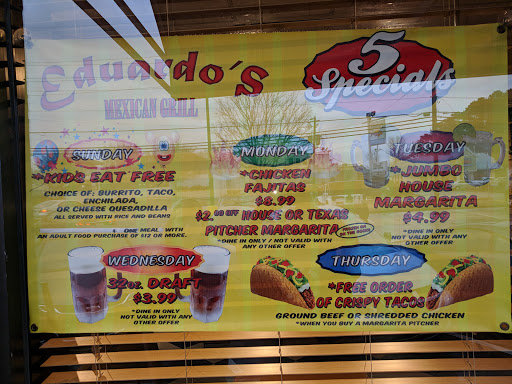 Eduardo's
MEXICAN GRILL
5
Specials
SUNDAY
*KIDS EAT FREE
CHOICE OF: BURRITO, TACO,
ENCHILADA,
OR CHEESE QUESADILLA
ALL SERVED WITH RICE AND BEANS
* ONE MEAL WITH
AN ADULT FOOD PURCHASE OF $12 OR MORE.
MONDAY
*CHICKEN
FAJITAS
$8.99
$2.00 OFF HOUSE OR TEXAS
PITCHER MARGARITA
FROZEN OR
ON THE ROCKS
*DINE IN ONLY / NOT VALID WITH
ANY OTHER OFFER
TUESDAY
*JUMBO
HOUSE
MARGARITA
$4.99
*DINE IN ONLY
NOT VALID WITH ANY
OTHER OFFER
WEDNESDAY
32oz. DRAFT
$3.99
*DINE IN ONLY
NOT VALID WITH ANY
OTHER OFFER
THURSDAY
*FREE ORDER
OF CRISPY TACOS
GROUND BEEF OR SHREDDED CHICKEN
*WHEN YOU BUY A MARGARITA PITCHER